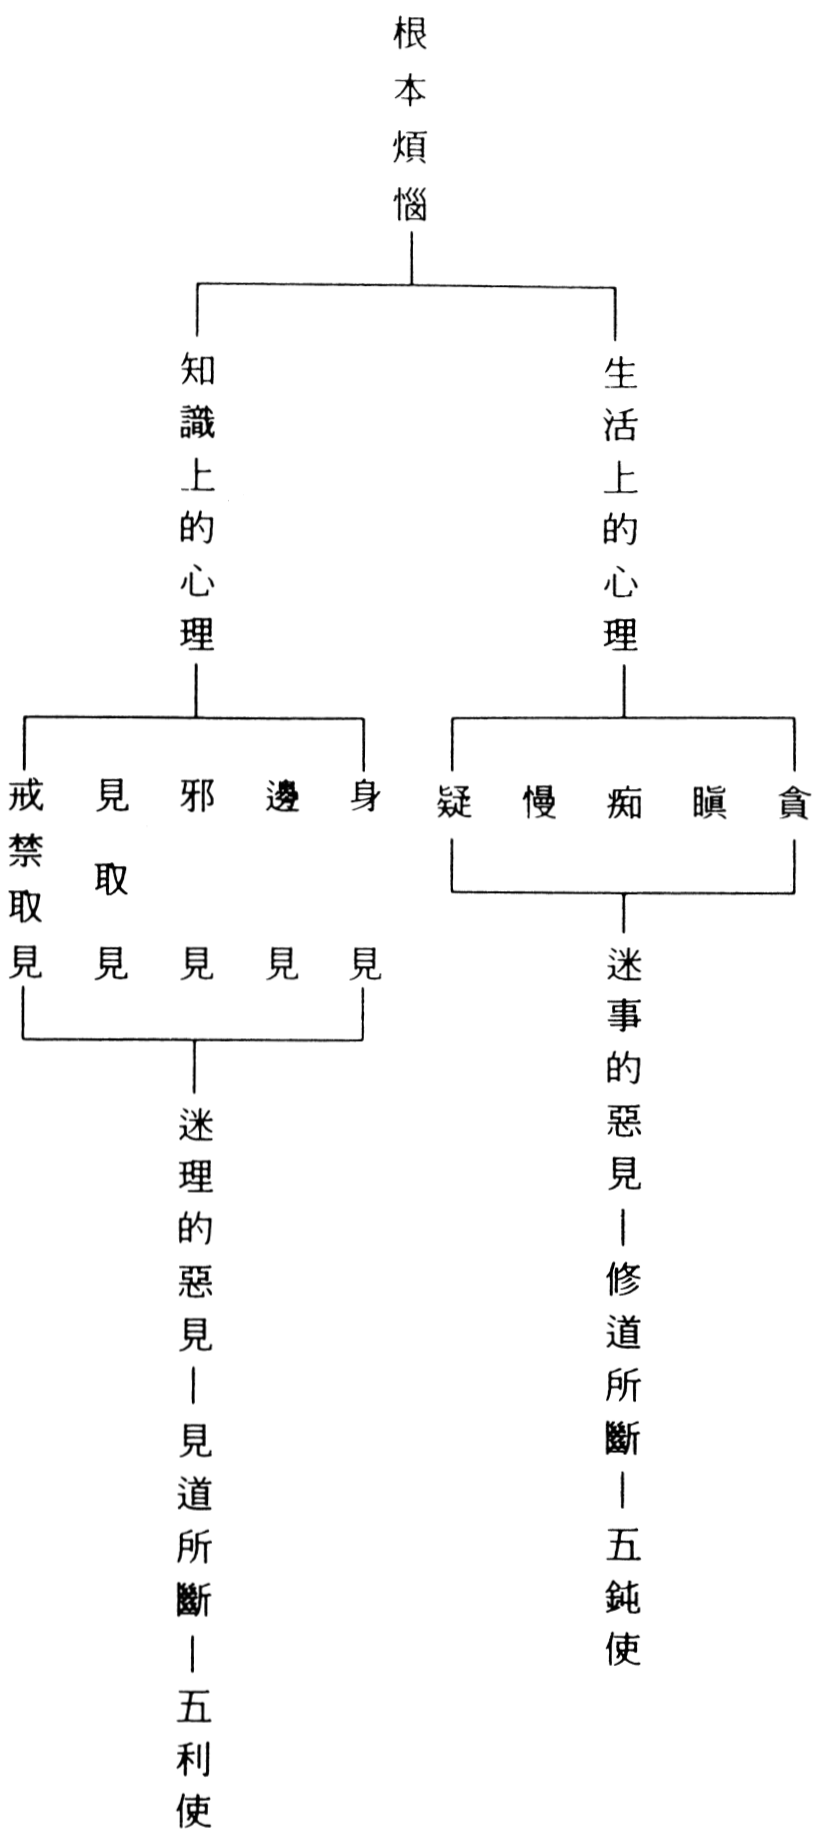 根本煩惱
生活上的心理
貪
瞋
痴
慢
疑
迷事的惡見—修道所斷—五鈍使
知識上的心理
身見
邊見
邪見
見取見
戒禁取見
迷理的惡見—見道所斷—五利使